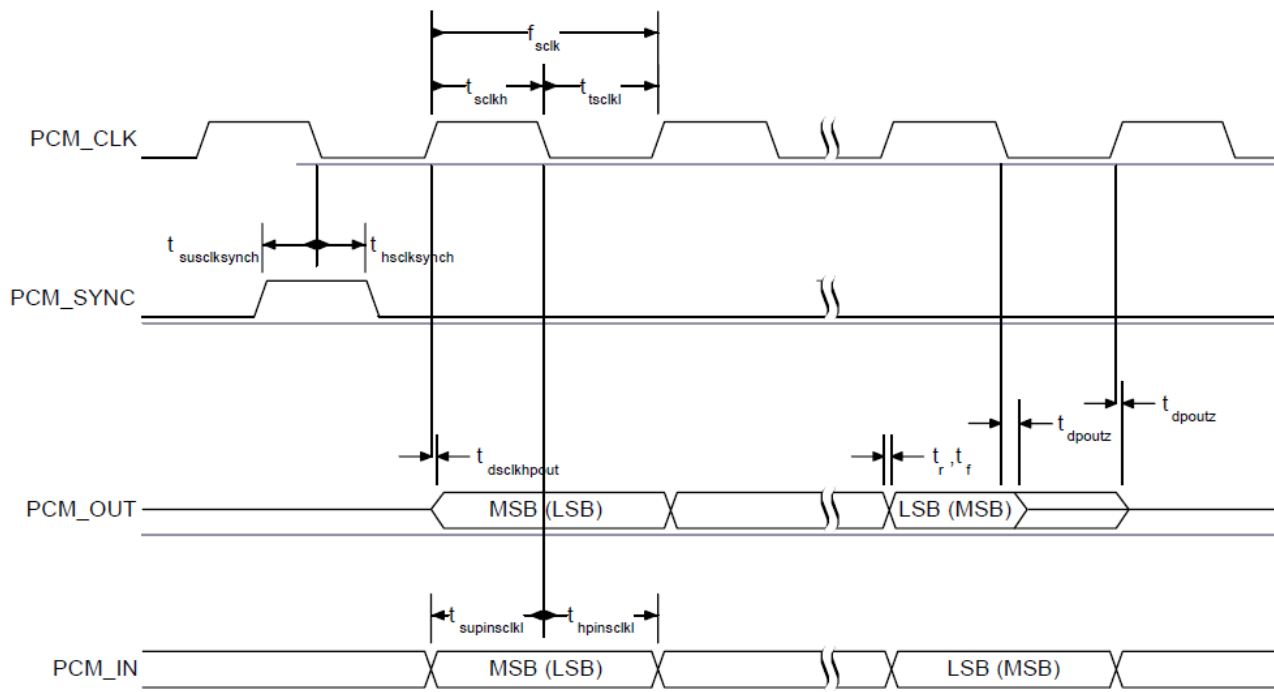 f sclk
t sclkh
t tsclkl
PCM_CLK
t susclksynch
t hsclksynch
PCM_SYNC
t dpoutz
t dpoutz
t dsclkhpout
t r ,t f
PCM_OUT
MSB (LSB)
LSB (MSB)
t supinsclkl
t hpinsclkl
PCM_IN
MSB (LSB)
LSB (MSB)